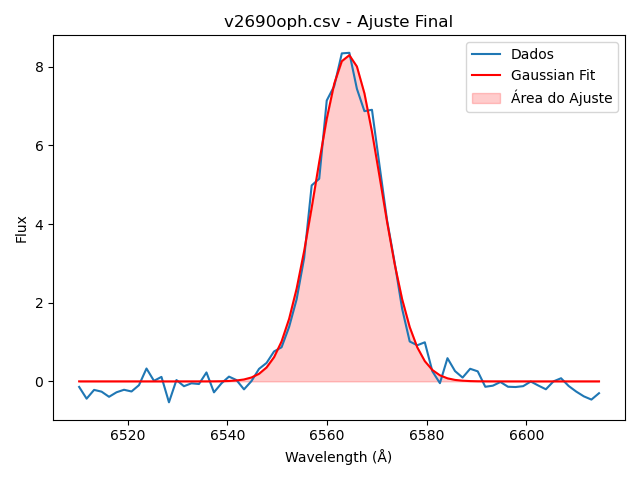 v2690oph.csv - Ajuste Final
Dados
Gaussian Fit
Área do Ajuste
Flux
8
6
4
2
0
6520 6540 6560 6580 6600
Wavelength (Å)